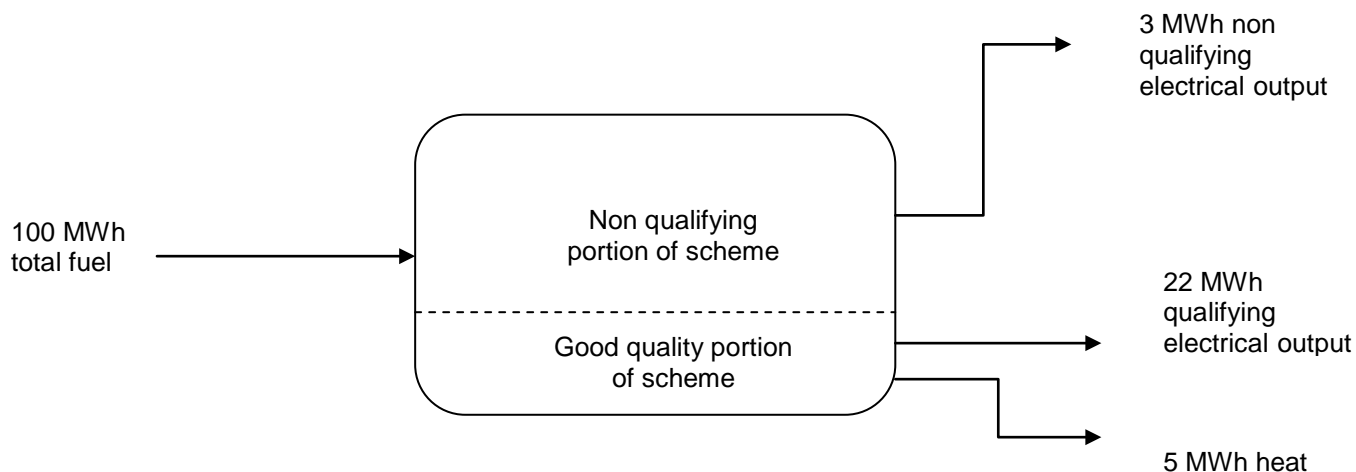 3 MWh non
qualifying
electrical output
Non qualifying
portion of scheme
100 MWh
total fuel
22 MWh
qualifying
electrical output
Good quality portion
of scheme
5 MWh heat